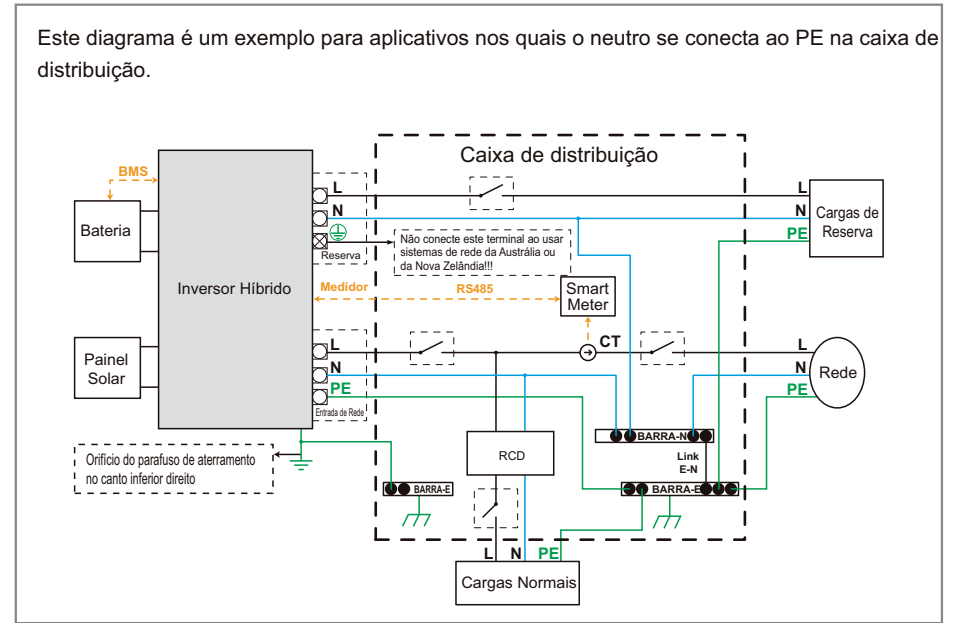 Este diagrama é um exemplo para aplicativos nos quais o neutro se conecta ao PE na caixa de
distribuição.
Caixa de distribuição
BMS
Bateria
Inversor Híbrido
L
N
Reserva
Não conecte este terminal ao usar
sistemas de rede da Austrália ou
da Nova Zelândia!!!
L
N
PE
Cargas de
Reserva
Medidor
RS485
Smart
Meter
CT
Painel
Solar
L
N
PE
Entrada de Rede
L
N
PE
Rede
Orifício do parafuso de aterramento
no canto inferior direito
BARRA-E
RCD
BARRA-N
Link
E-N
BARRA-E
L N PE
Cargas Normais